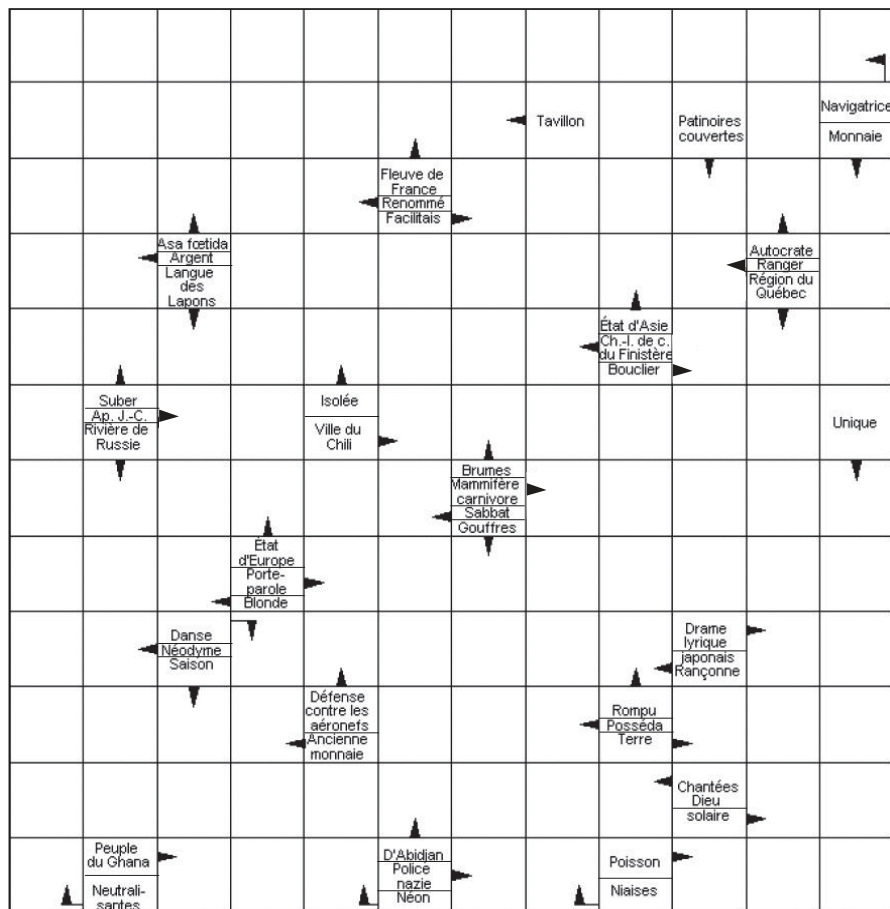 Tavillon
Patinoires
couvertes
Navigatrice
Monnaie
Fleuve de
France
Renommé
Facilitais
Asa fœtida
Argent
Langue
des
Lapons
Autocrate
Ranger
Région du
Québec
État d'Asie
Ch.-l. de c.
du Finistère
Bouclier
Suber
Ap. J.-C.
Rivière de
Russie
Isolée
Ville du
Chili
Unique
Brumes
Mammifère
carnivore
Sabbat
Gouffres
État
d'Europe
Porte-
parole
Blonde
Danse
Néodyme
Saison
Drame
lyrique
japonais
Rançonne
Défense
contre les
aéronefs
Ancienne
monnaie
Rompu
Posséda
Terre
Chantées
Dieu
solaire
Peuple
du Ghana
Neutrali-
santes
D'Abidjan
Police
nazie
Néon
Poisson
Niaises